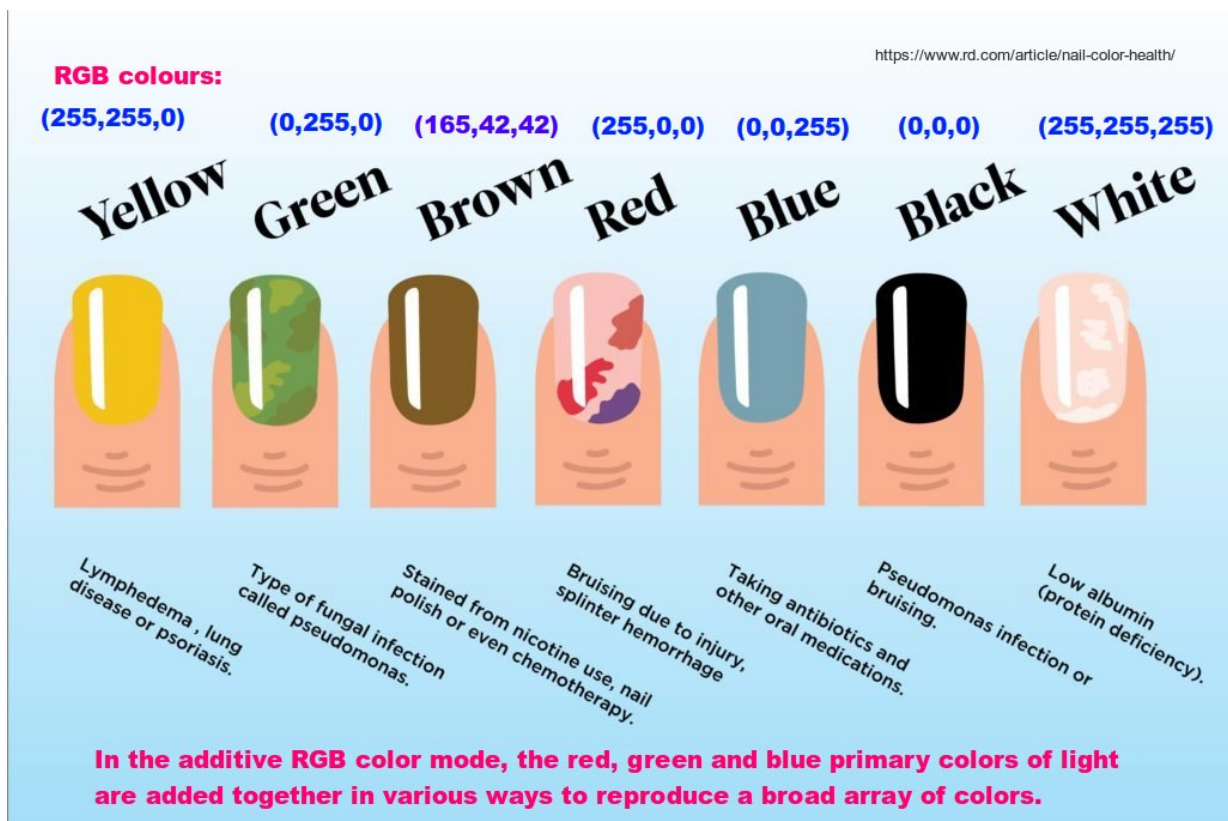 https://www.rd.com/article/nail-color-health/
RGB colours:
(255,255,0) (0,255,0) (165,42,42) (255,0,0) (0,0,255) (0,0,0) (255,255,255)
Yellow Green Brown Red Blue Black White
Lymphedema , lung
disease or psoriasis.
Type of fungal infection
called pseudomonas.
Stained from nicotine use, nail
polish or even chemotherapy.
Bruising due to injury,
splinter hemorrhage
Taking antibiotics and
other oral medications.
Pseudomonas infection or
bruising.
Low albumin
(protein deficiency).
In the additive RGB color mode, the red, green and blue primary colors of light
are added together in various ways to reproduce a broad array of colors.